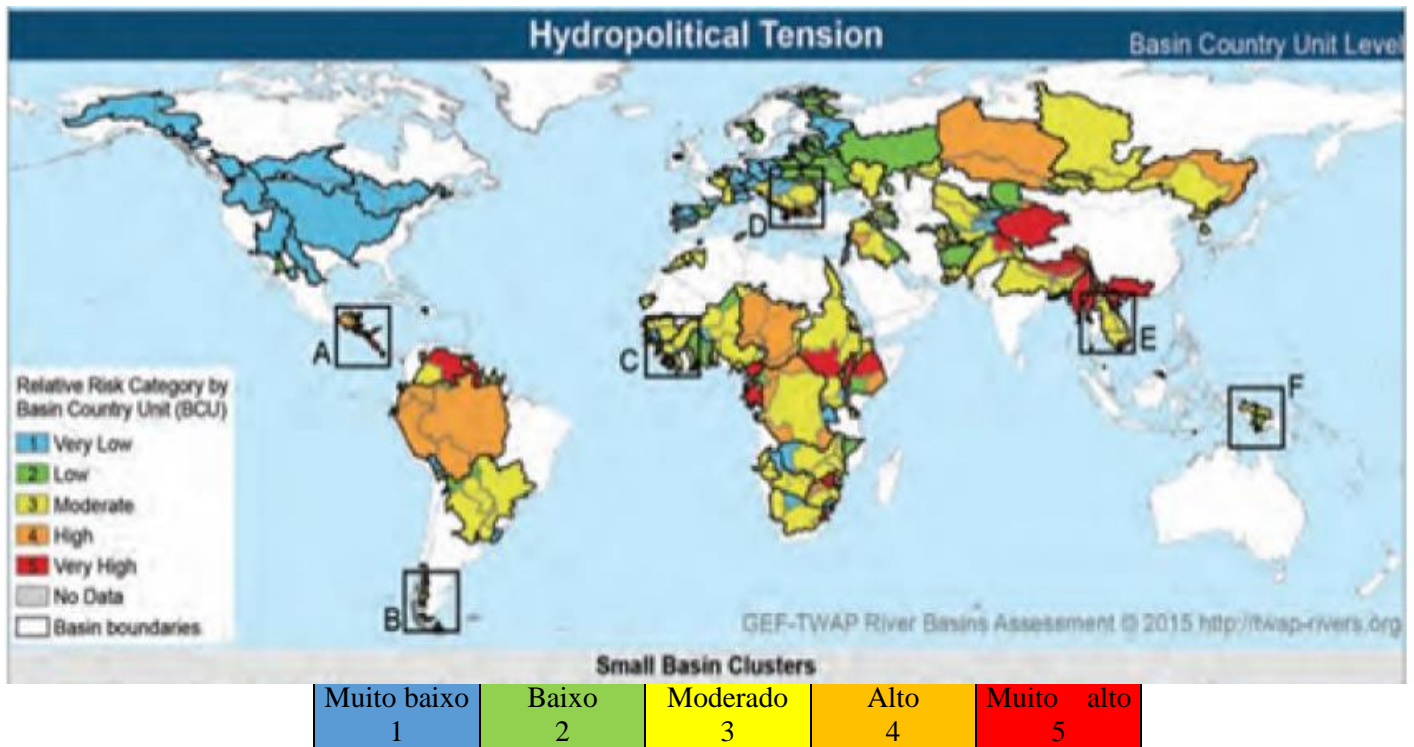 Hydropolitical Tension
Basin Country Unit Level
A
B
C
D
E
F
Relative Risk Category by
Basin Country Unit (BCU)
1 Very Low
2 Low
3 Moderate
4 High
5 Very High
No Data
Basin boundaries
GEF-TWAP River Basins Assessment © 2015 http://twap-rivers.org
Small Basin Clusters
Muito baixo Baixo Moderado Alto Muito alto
1 2 3 4 5